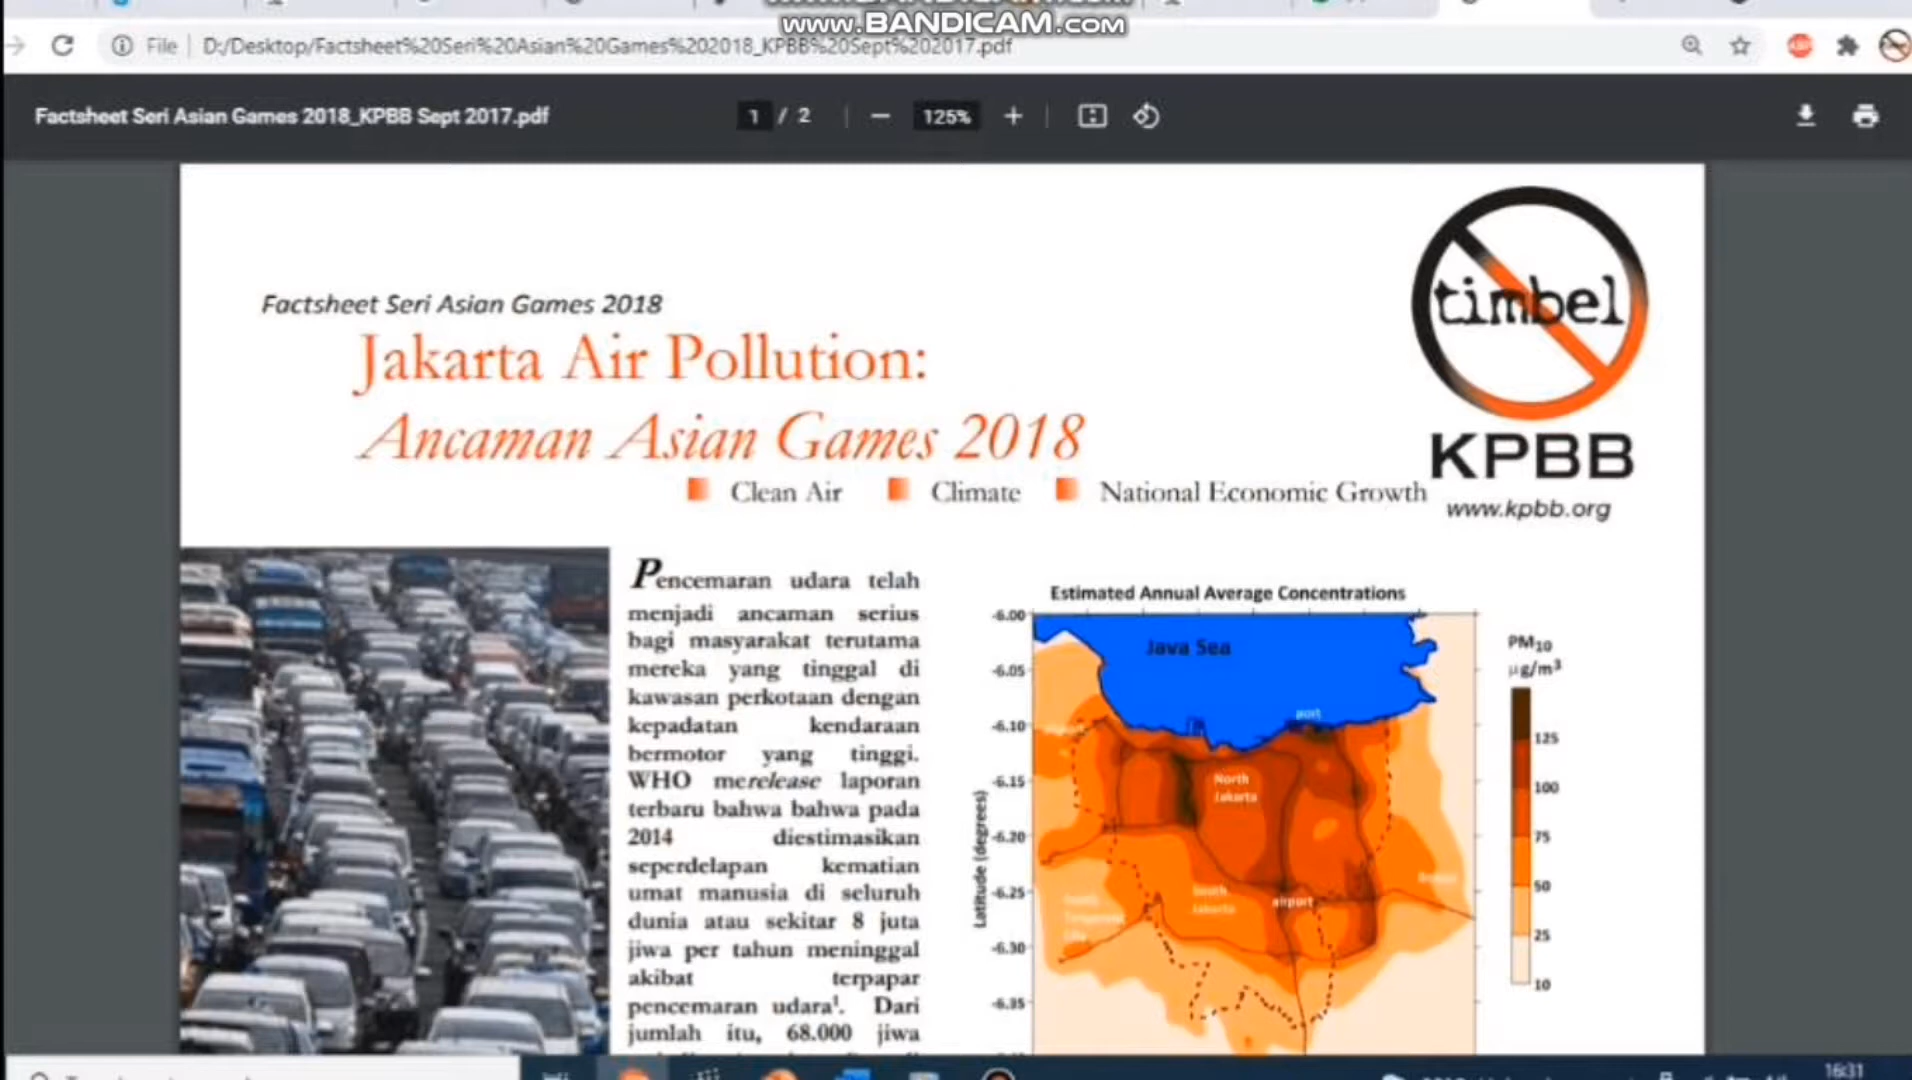 www.BANDICAM.com
File
D:/Desktop/Factsheet%20Seri%20Asian%20Games%202018_KPBB%20Sept%202017.pdf
Factsheet Seri Asian Games 2018_KPBB Sept 2017.pdf
1 / 2
125%
Factsheet Seri Asian Games 2018
Jakarta Air Pollution:
Ancaman Asian Games 2018
Clean Air
Climate
National Economic Growth
timbel
KPBB
www.kpbb.org
Pencemaran udara telah
menjadi ancaman serius
bagi masyarakat terutama
mereka yang tinggal di
kawasan perkotaan dengan
kepadatan kendaraan
bermotor yang tinggi.
WHO merelease laporan
terbaru bahwa bahwa pada
2014 diestimasikan
seperdelapan kematian
umat manusia di seluruh
dunia atau sekitar 8 juta
jiwa per tahun meninggal
akibat terpapar
pencemaran udara¹. Dari
jumlah itu, 68.000 jiwa
Estimated Annual Average Concentrations
-6.00
-6.05
-6.10
-6.15
-6.20
-6.25
-6.30
-6.35
Latitude (degrees)
Java Sea
port
North
Jakarta
South
Jakarta
airport
PM10
µg/m³
125
100
75
50
25
10
16:31